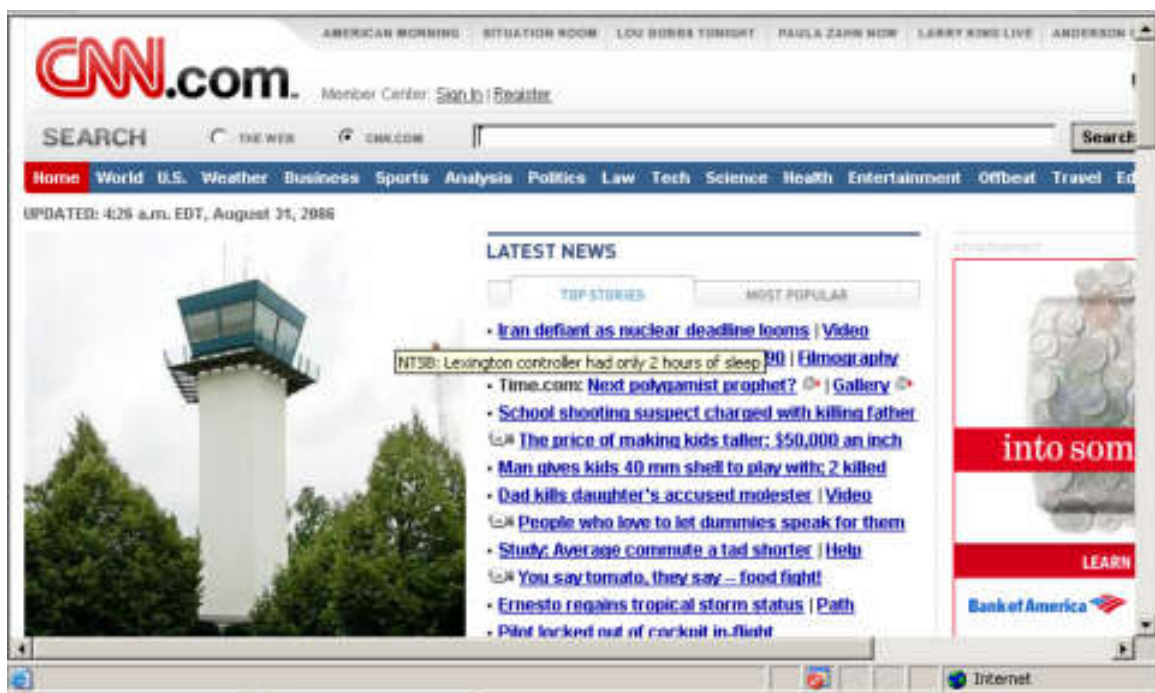 AMERICAN MORNING SITUATION ROOM LOU DOBBS TONIGHT PAULA ZAHN NOW LARRY KING LIVE ANDERSON
CNN.com.
Member Center: Sign In | Register
SEARCH THE WEB CNN.COM Search
Home World U.S. Weather Business Sports Analysis Politics Law Tech Science Health Entertainment Offbeat Travel Ed
UPDATED: 4:26 a.m. EDT, August 31, 2006
LATEST NEWS
TOP STORIES MOST POPULAR
· Iran defiant as nuclear deadline looms | Video
NTSB: Lexington controller had only 2 hours of sleep 90 | Filmography
· Time.com: Next polygamist prophet? | Gallery
· School shooting suspect charged with killing father
The price of making kids taller: $50,000 an inch
· Man gives kids 40 mm shell to play with; 2 killed
· Dad kills daughter's accused molester | Video
People who love to let dummies speak for them
· Study: Average commute a tad shorter | Help
You say tomato, they say – food fight!
· Ernesto regains tropical storm status | Path
· Pilot locked out of cockpit in-flight
into som
LEARN
Bank of America
Internet